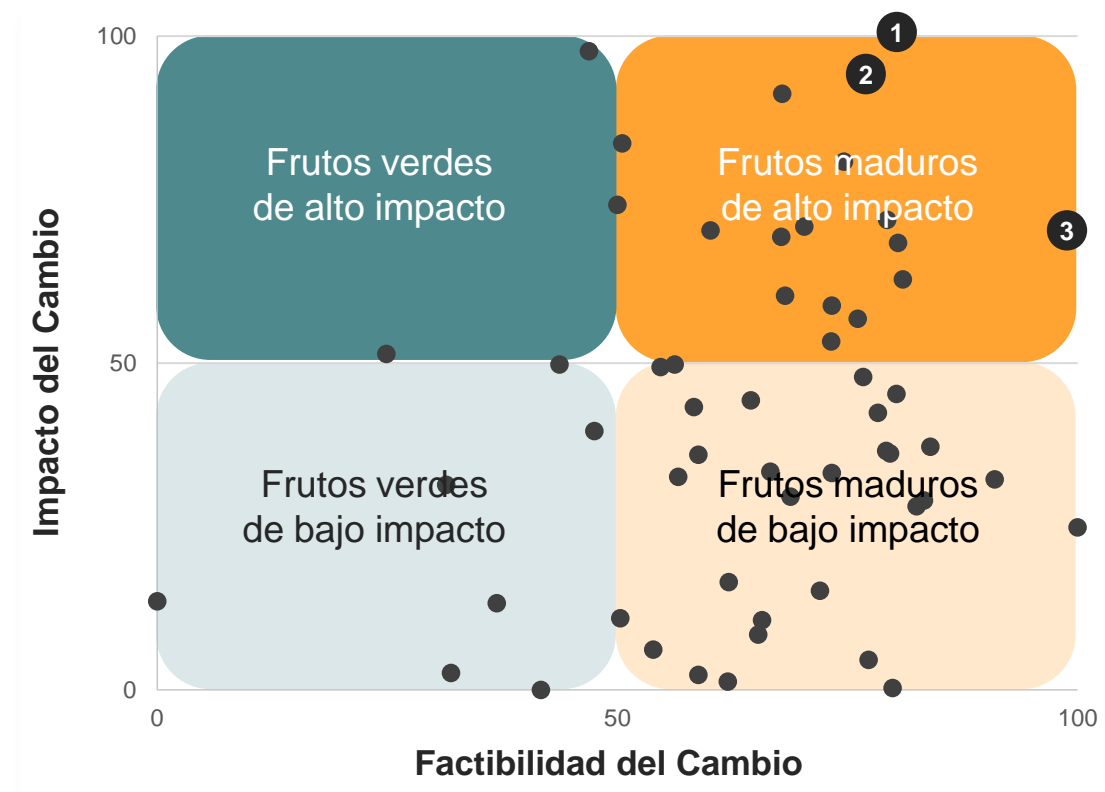 100
1
2
Frutos verdes
de alto impacto
Frutos maduros
de alto impacto
3
Impacto del Cambio
50
Frutos verdes
de bajo impacto
Frutos maduros
de bajo impacto
0
0
50
100
Factibilidad del Cambio